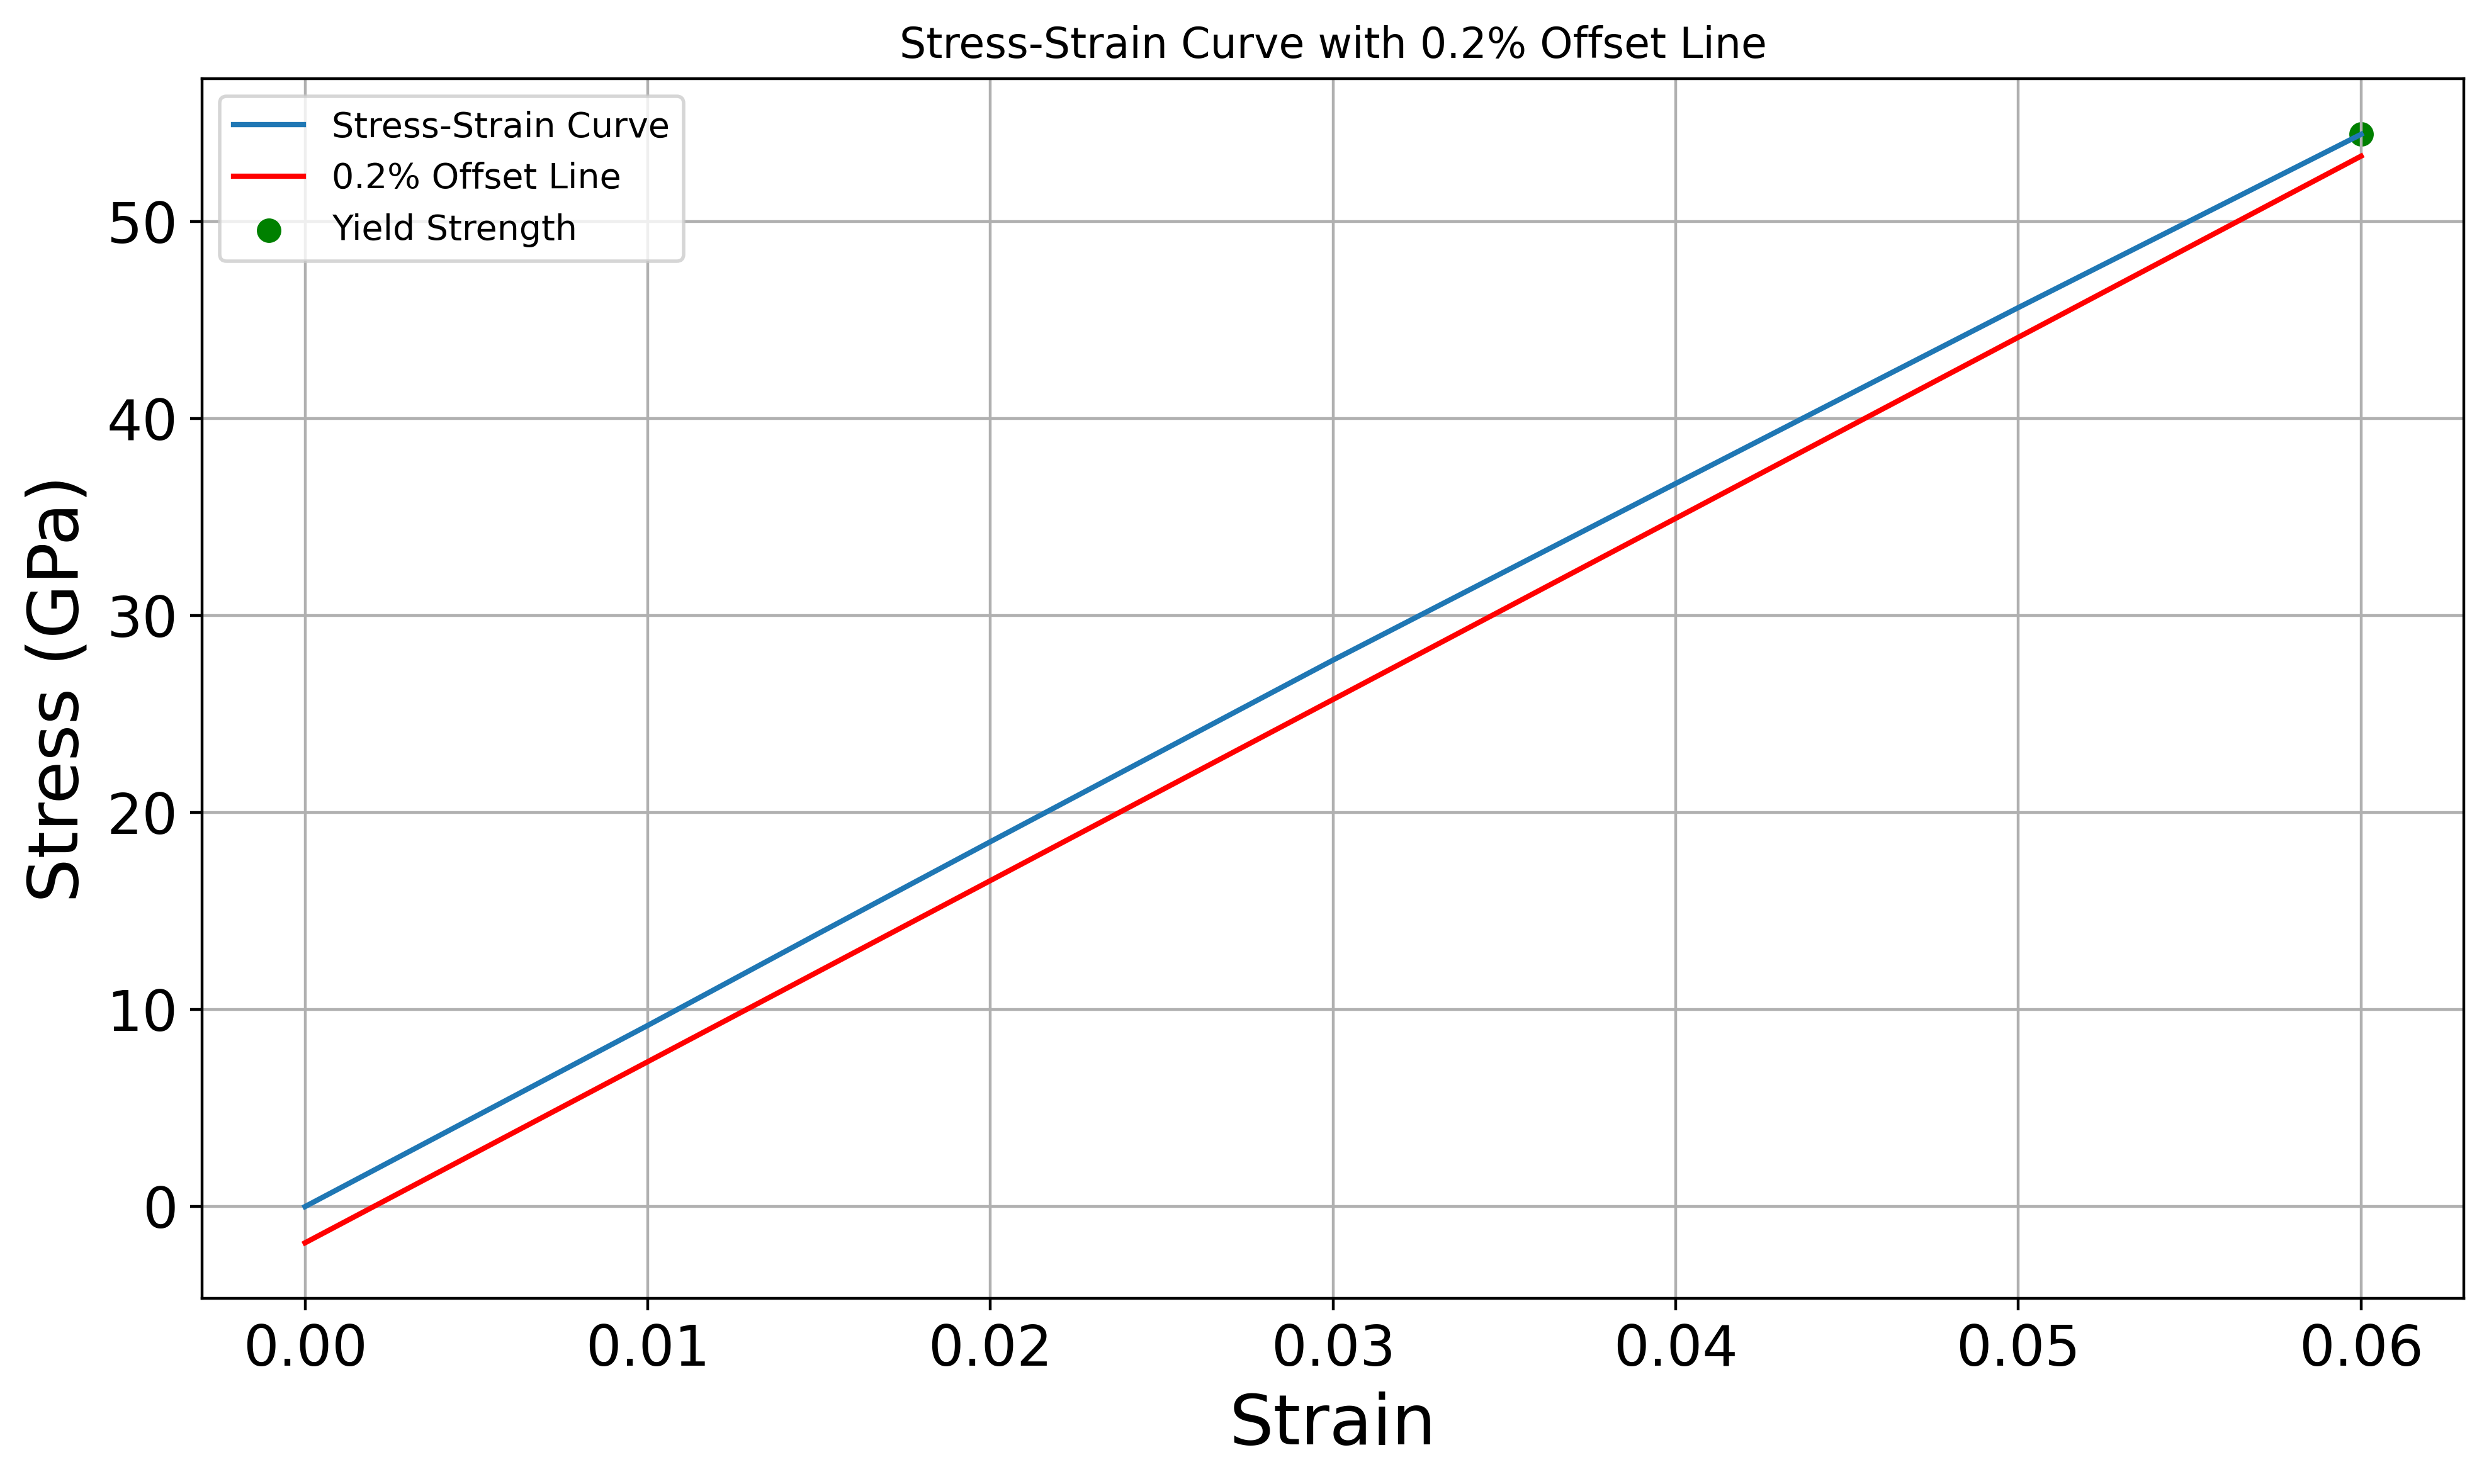 Stress-Strain Curve with 0.2% Offset Line
Stress-Strain Curve
0.2% Offset Line
Yield Strength
Stress (GPa)
50
40
30
20
10
0
0.00 0.01 0.02 0.03 0.04 0.05 0.06
Strain